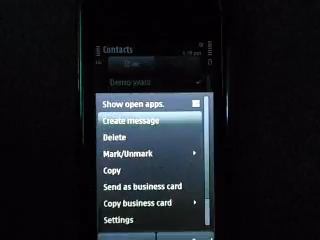 Contacts
Show open apps.
Create message
Delete
Mark/Unmark
Copy
Send as business card
Copy business card
Settings